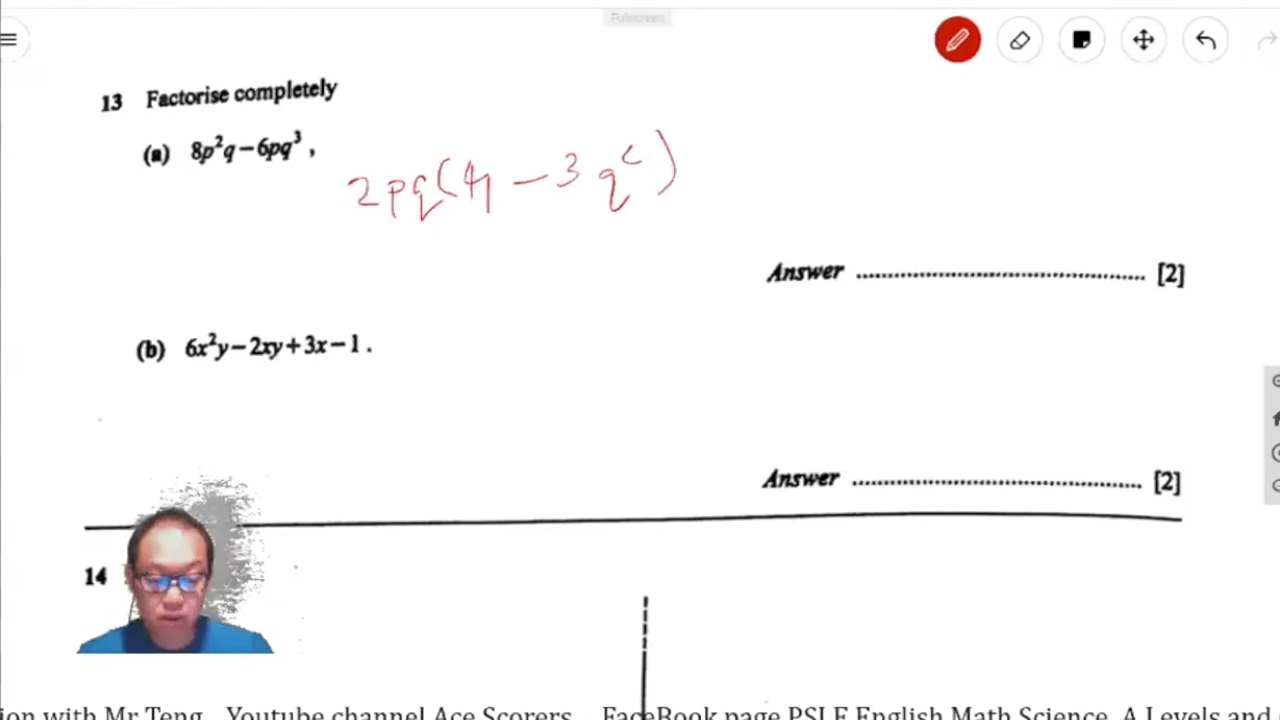 Fullscreen
13 Factorise completely
(a) 8p²q – 6pq³ ,
2pq(4 – 3q²)
Answer ................................................ [2]
(b) 6x²y – 2xy + 3x – 1 .
Answer ................................................ [2]
14
ion with Mr Teng Youtube channel Ace Scorers FaceBook page PSLE English Math Science A Levels and